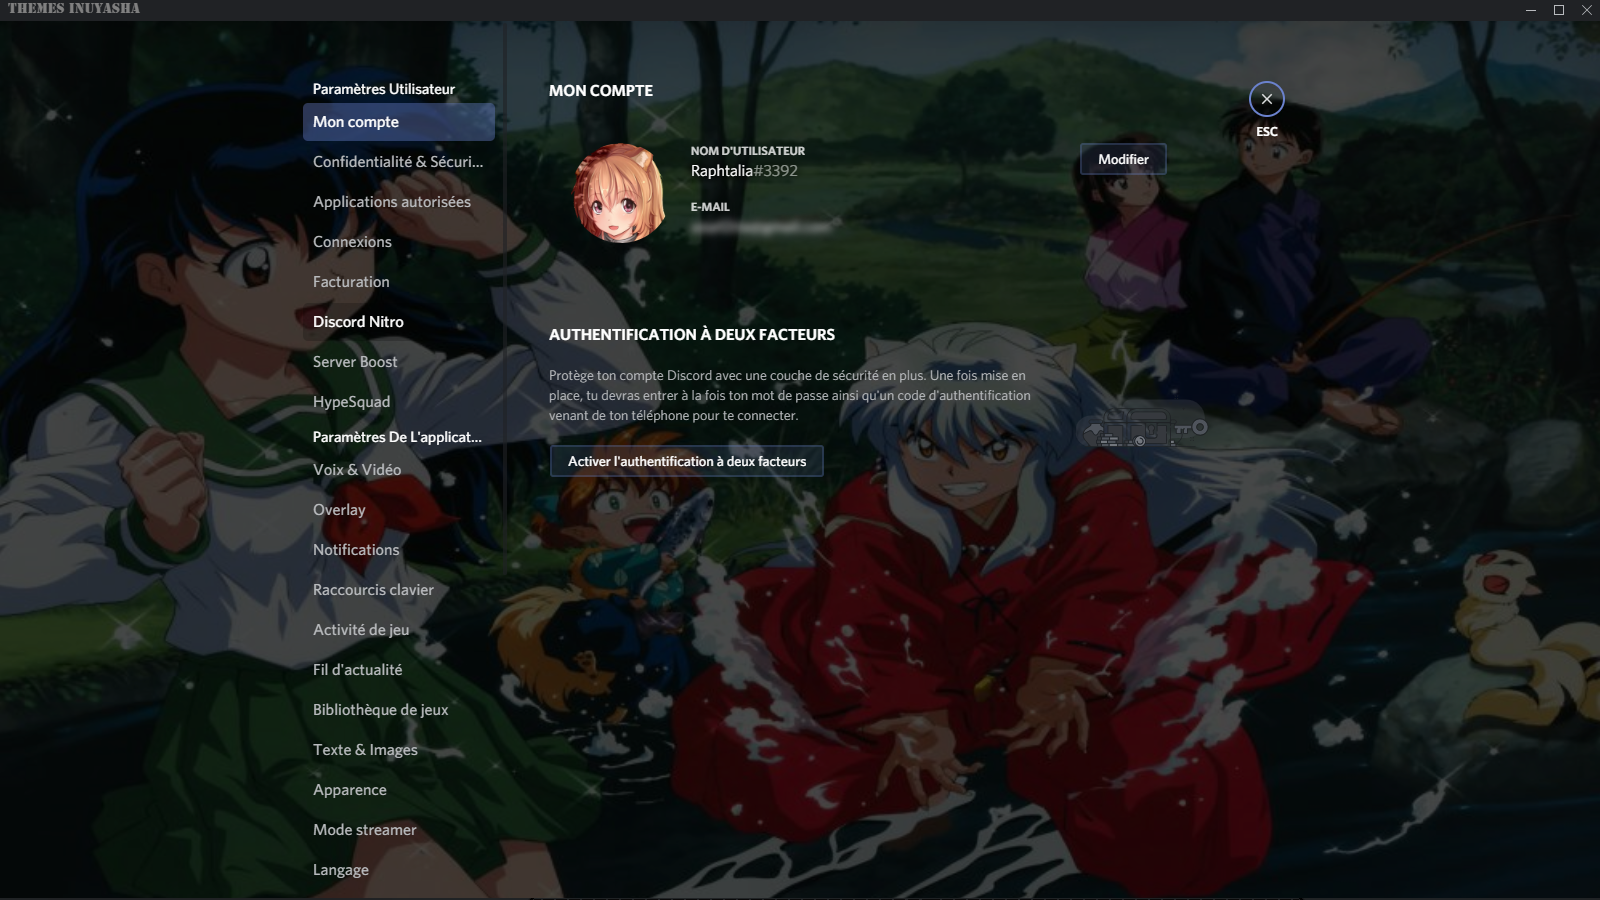 THEMES INUYASHA
Paramètres Utilisateur
Mon compte
Confidentialité & Sécuri...
Applications autorisées
Connexions
Facturation
Discord Nitro
Server Boost
HypeSquad
Paramètres De L'applicat...
Voix & Vidéo
Overlay
Notifications
Raccourcis clavier
Activité de jeu
Fil d'actualité
Bibliothèque de jeux
Texte & Images
Apparence
Mode streamer
Langage
MON COMPTE
NOM D'UTILISATEUR
Raphtalia#3392
E-MAIL
Modifier
ESC
AUTHENTIFICATION À DEUX FACTEURS
Protège ton compte Discord avec une couche de sécurité en plus. Une fois mise en
place, tu devras entrer à la fois ton mot de passe ainsi qu'un code d'authentification
venant de ton téléphone pour te connecter.
Activer l'authentification à deux facteurs